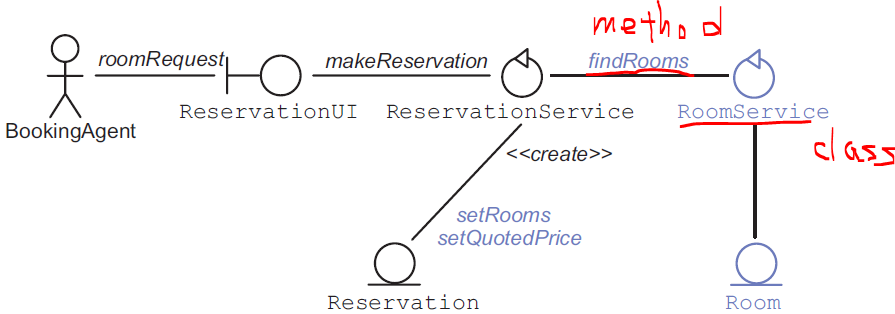 method
roomRequest
makeReservation
findRooms
ReservationUI
ReservationService
RoomService
BookingAgent
class
<<create>>
setRooms
setQuotedPrice
Reservation
Room